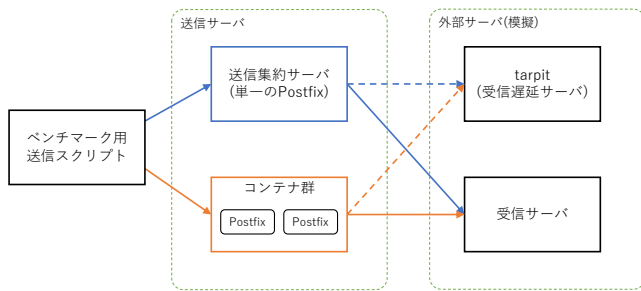 送信サーバ
外部サーバ(模擬)
送信集約サーバ
(単一のPostfix)
tarpit
(受信遅延サーバ)
ベンチマーク用
送信スクリプト
コンテナ群
Postfix
Postfix
受信サーバ